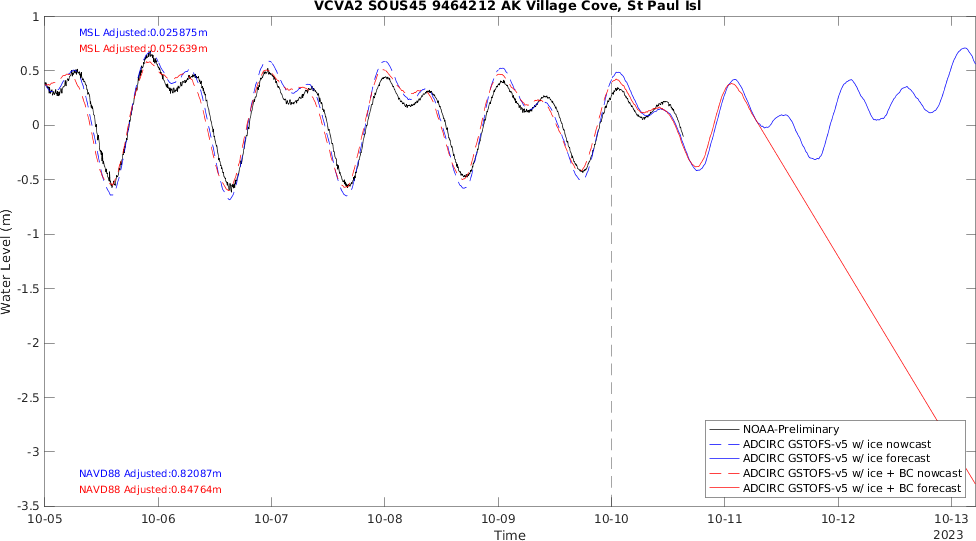 VCVA2 SOUS45 9464212 AK Village Cove, St Paul Isl
1
MSL Adjusted:0.025875m
MSL Adjusted:0.052639m
0.5
0
-0.5
-1
-1.5
-2
-2.5
-3
-3.5
Water Level (m)
NAVD88 Adjusted:0.82087m
NAVD88 Adjusted:0.84764m
NOAA-Preliminary
ADCIRC GSTOFS-v5 w/ ice nowcast
ADCIRC GSTOFS-v5 w/ ice forecast
ADCIRC GSTOFS-v5 w/ ice + BC nowcast
ADCIRC GSTOFS-v5 w/ ice + BC forecast
10-05 10-06 10-07 10-08 10-09 10-10 10-11 10-12 10-13
Time
2023